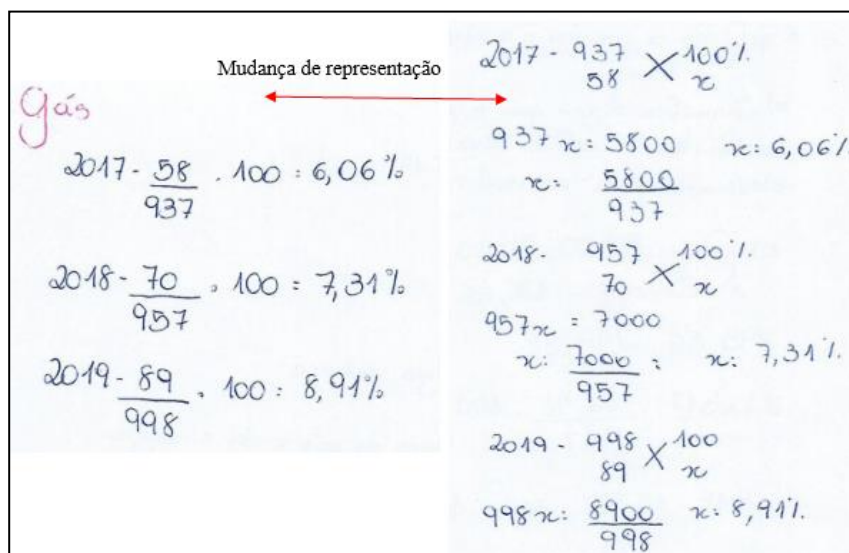 Mudança de representação
Gás
2017 - 58/937 . 100 = 6,06%
2018 - 70/957 . 100 = 7,31%
2019 - 89/998 . 100 = 8,91%
2017 - 937 100%
58 x
937x = 5800 x = 6,06%
x = 5800/937
2018 - 957 100%
70 x
957x = 7000
x = 7000/957 = x = 7,31%
2019 - 998 100
89 x
998x = 8900/998 x = 8,91%